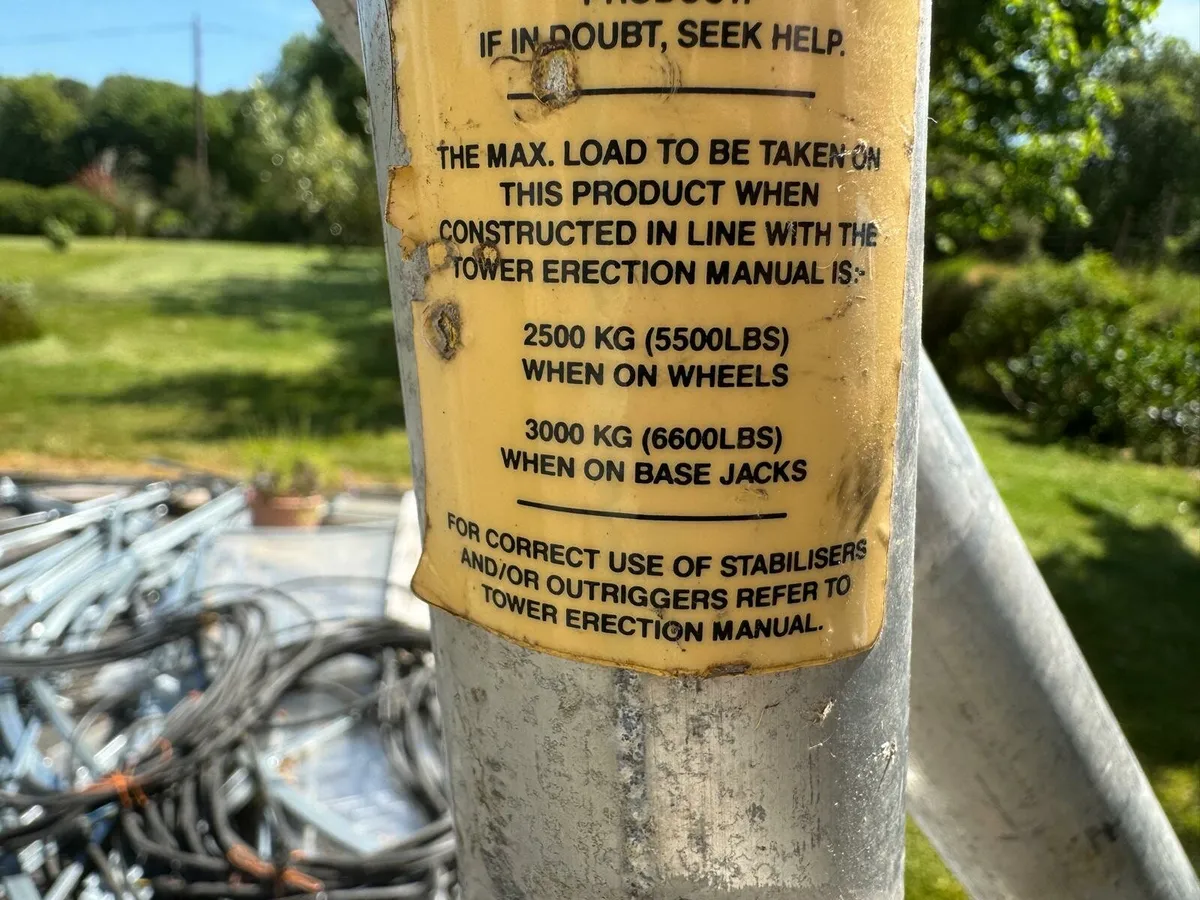 PRODUCT.
IF IN DOUBT, SEEK HELP.
THE MAX. LOAD TO BE TAKEN ON
THIS PRODUCT WHEN
CONSTRUCTED IN LINE WITH THE
TOWER ERECTION MANUAL IS:-
2500 KG (5500LBS)
WHEN ON WHEELS
3000 KG (6600LBS)
WHEN ON BASE JACKS
FOR CORRECT USE OF STABILISERS
AND/OR OUTRIGGERS REFER TO
TOWER ERECTION MANUAL.